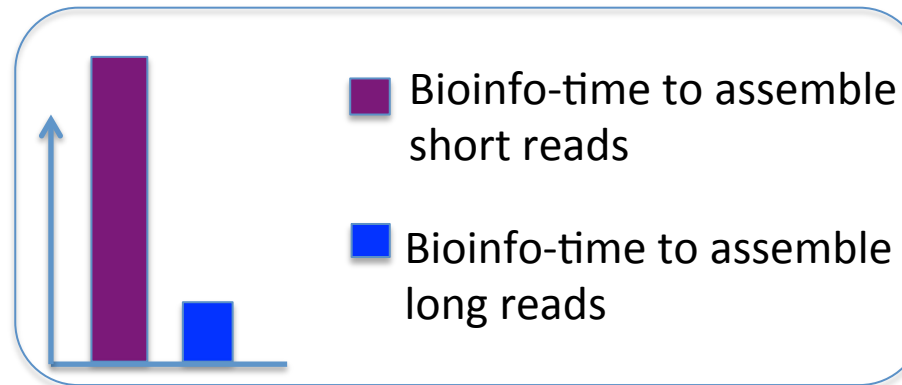 Bioinfo-time to assemble
short reads
Bioinfo-time to assemble
long reads